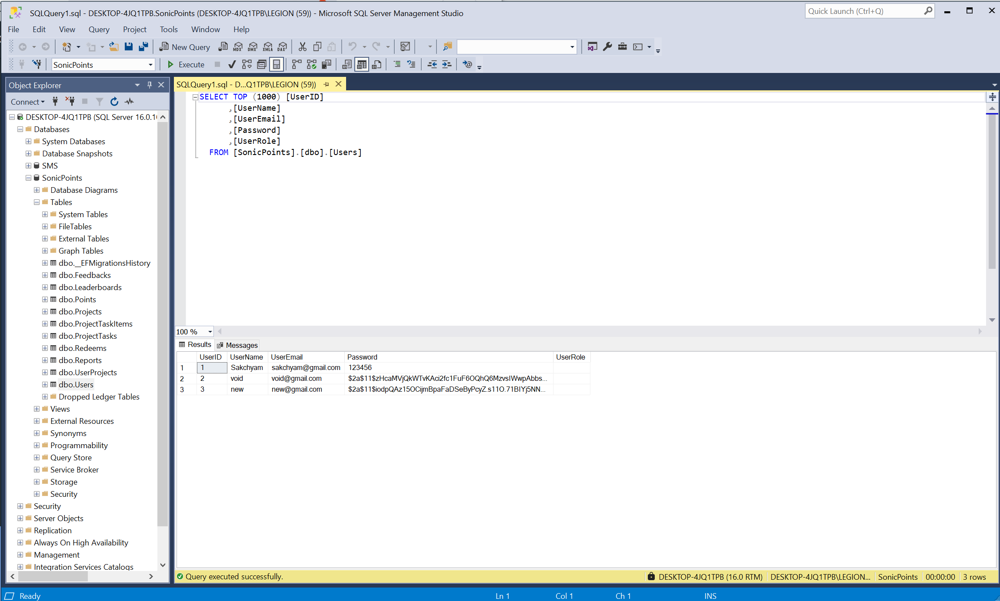 SQLQuery1.sql - DESKTOP-4JQ1TPB.SonicPoints (DESKTOP-4JQ1TPB\LEGION (59)) - Microsoft SQL Server Management Studio
Quick Launch (Ctrl+Q)
File Edit View Query Project Tools Window Help
New Query MDX DMX XMLA DAX
SonicPoints Execute
Object Explorer
Connect
DESKTOP-4JQ1TPB (SQL Server 16.0.1
Databases
System Databases
Database Snapshots
SMS
SonicPoints
Database Diagrams
Tables
System Tables
FileTables
External Tables
Graph Tables
dbo.__EFMigrationsHistory
dbo.Feedbacks
dbo.Leaderboards
dbo.Points
dbo.Projects
dbo.ProjectTaskItems
dbo.ProjectTasks
dbo.Redeems
dbo.Reports
dbo.UserProjects
dbo.Users
Dropped Ledger Tables
Views
External Resources
Synonyms
Programmability
Query Store
Service Broker
Storage
Security
Security
Server Objects
Replication
Always On High Availability
Management
Integration Services Catalogs
SQLQuery1.sql - D...Q1TPB\LEGION (59))
SELECT TOP (1000) [UserID]
,[UserName]
,[UserEmail]
,[Password]
,[UserRole]
FROM [SonicPoints].[dbo].[Users]
100 %
Results Messages
UserID UserName UserEmail Password UserRole
1 1 Sakchyam sakchyam@gmail.com 123456
2 2 void void@gmail.com $2a$11$zHcaMVjQkWTvKAci2fc1FuF6OQhQ6MzvsIWwpAbbs...
3 3 new new@gmail.com $2a$11$iodpQAz15OCijmBpaFaDSeByPcyZ.s11O.71BIYj5NN...
Query executed successfully. DESKTOP-4JQ1TPB (16.0 RTM) DESKTOP-4JQ1TPB\LEGION... SonicPoints 00:00:00 3 rows
Ready Ln 1 Col 1 Ch 1 INS